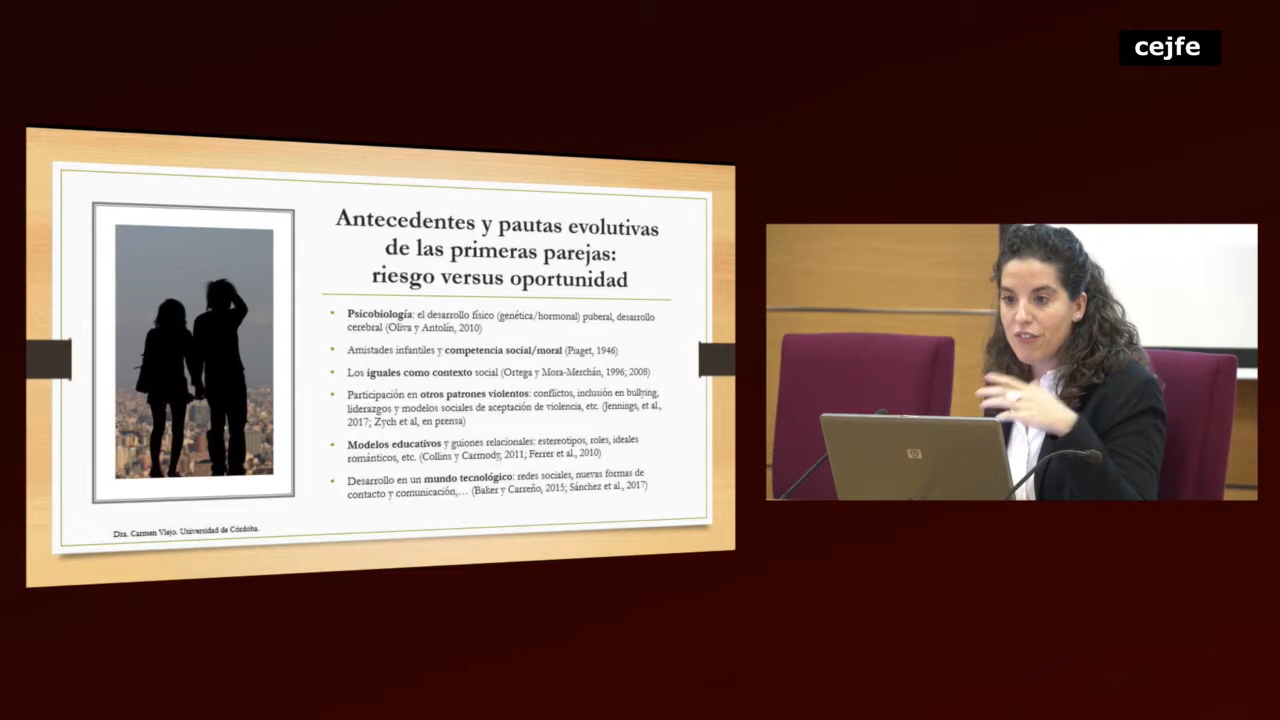 cejfe
Antecedentes y pautas evolutivas
de las primeras parejas:
riesgo versus oportunidad
• Psicobiología: el desarrollo físico (genética/hormonal) puberal, desarrollo
cerebral (Oliva y Antolín, 2010)
• Amistades infantiles y competencia social/moral (Piaget, 1946)
• Los iguales como contexto social (Ortega y Mora-Merchán, 1996; 2008)
• Participación en otros patrones violentos: conflictos, inclusión en bullying,
liderazgos y modelos sociales de aceptación de violencia, etc. (Jennings, et al.,
2017; Zych et al, en prensa)
• Modelos educativos y guiones relacionales: estereotipos, roles, ideales
románticos, etc. (Collins y Carmody, 2011; Ferrer et al., 2010)
• Desarrollo en un mundo tecnológico: redes sociales, nuevas formas de
contacto y comunicación,... (Baker y Carreño, 2015; Sánchez et al., 2017)
Dra. Carmen Viejo. Universidad de Córdoba.
hp